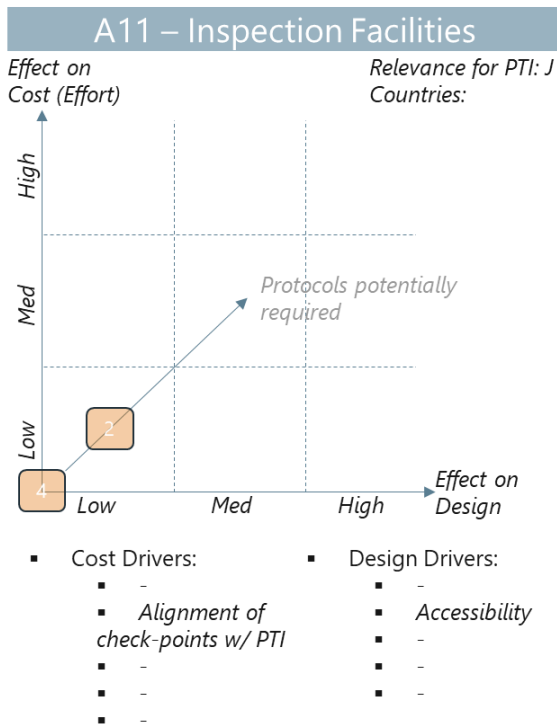 A11 – Inspection Facilities
Effect on
Cost (Effort)
Relevance for PTI: J
Countries:
High
Med
Low
Protocols potentially
required
2
4
Low
Med
High
Effect on
Design
▪ Cost Drivers:
▪ -
▪ Alignment of
check-points w/ PTI
▪ -
▪ -
▪ -
▪ Design Drivers:
▪ -
▪ Accessibility
▪ -
▪ -
▪ -